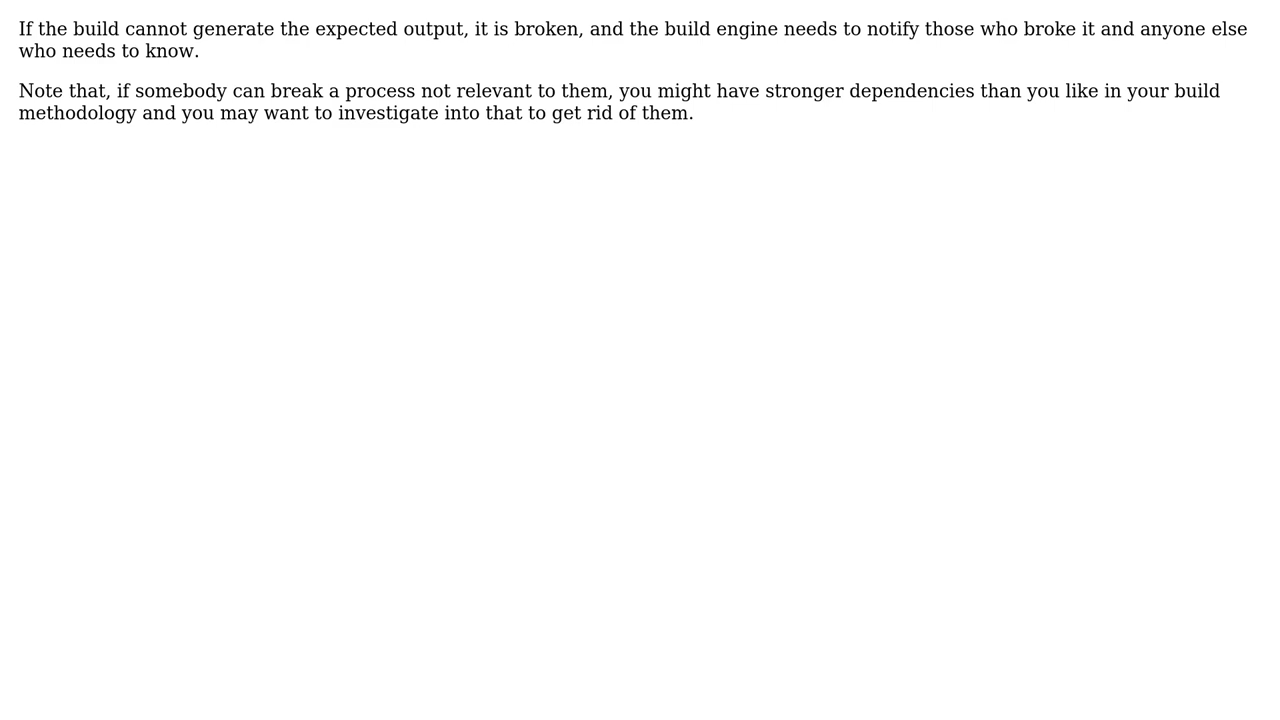 If the build cannot generate the expected output, it is broken, and the build engine needs to notify those who broke it and anyone else
who needs to know.
Note that, if somebody can break a process not relevant to them, you might have stronger dependencies than you like in your build
methodology and you may want to investigate into that to get rid of them.